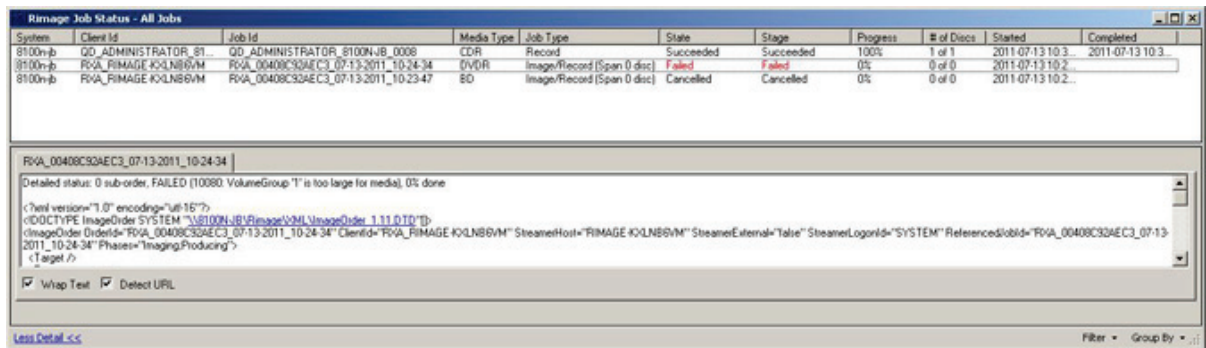 Rimage Job Status - All Jobs
System Client Id Job Id Media Type Job Type State Stage Progress # of Discs Started Completed
8100n-jb QD_ADMINISTRATOR_81... QD_ADMINISTRATOR_8100N-JB_0008 CDR Record Succeeded Succeeded 100% 1 of 1 2011-07-13 10:3... 2011-07-13 10:3...
8100n-jb RXA_RIMAGE-KXLNB6VM RXA_00408C92AEC3_07-13-2011_10-24-34 DVDR Image/Record (Span 0 disc) Failed Failed 0% 0 of 0 2011-07-13 10:2...
8100n-jb RXA_RIMAGE-KXLNB6VM RXA_00408C92AEC3_07-13-2011_10-23-47 BD Image/Record (Span 0 disc) Cancelled Cancelled 0% 0 of 0 2011-07-13 10:2...
RXA_00408C92AEC3_07-13-2011_10-24-34
Detailed status: 0 sub-order, FAILED (10080: VolumeGroup "1" is too large for media), 0% done
<?xml version="1.0" encoding="utf-16"?>
<!DOCTYPE ImageOrder SYSTEM "\\8100N-JB\Rimage\XML\ImageOrder_1.11.DTD"[]>
<ImageOrder OrderId="RXA_00408C92AEC3_07-13-2011_10-24-34" ClientId="RXA_RIMAGE-KXLNB6VM" StreamerHost="RIMAGE-KXLNB6VM" StreamerExternal="false" StreamerLogonId="SYSTEM" ReferencedJobId="RXA_00408C92AEC3_07-13-
2011_10-24-34" Phases="Imaging;Producing">
<Target />
Wrap Text Detect URL
Less Detail << Filter Group By